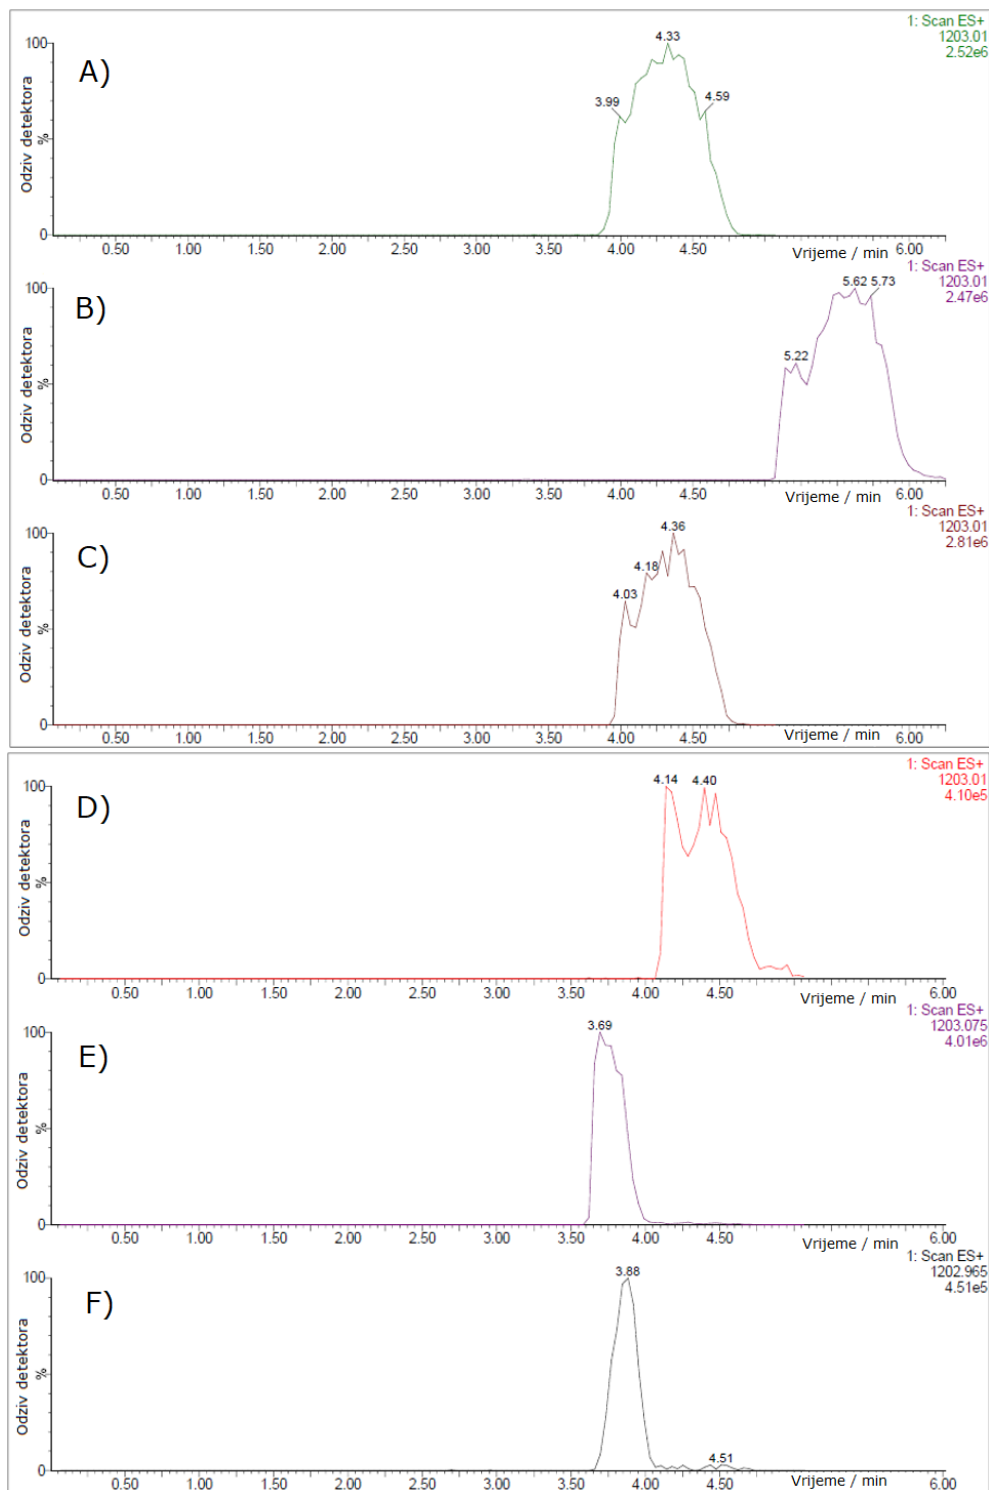 1: Scan ES+
1203.01
2.52e6
A)
100
%
0
Odziv detektora
3.99
4.33
4.59
0.50 1.00 1.50 2.00 2.50 3.00 3.50 4.00 4.50 6.00
Vrijeme / min
1: Scan ES+
1203.01
2.47e6
B)
100
%
0
Odziv detektora
5.22
5.62 5.73
0.50 1.00 1.50 2.00 2.50 3.00 3.50 4.00 4.50 6.00
Vrijeme / min
1: Scan ES+
1203.01
2.81e6
C)
100
%
0
Odziv detektora
4.03
4.18
4.36
0.50 1.00 1.50 2.00 2.50 3.00 3.50 4.00 4.50 6.00
Vrijeme / min
1: Scan ES+
1203.01
4.10e5
D)
100
%
0
Odziv detektora
4.14 4.40
0.50 1.00 1.50 2.00 2.50 3.00 3.50 4.00 4.50 6.00
Vrijeme / min
1: Scan ES+
1203.075
4.01e6
E)
100
%
0
Odziv detektora
3.69
0.50 1.00 1.50 2.00 2.50 3.00 3.50 4.00 4.50 6.00
Vrijeme / min
1: Scan ES+
1202.965
4.51e5
F)
100
%
0
Odziv detektora
3.88
4.51
0.50 1.00 1.50 2.00 2.50 3.00 3.50 4.00 4.50 6.00
Vrijeme / min